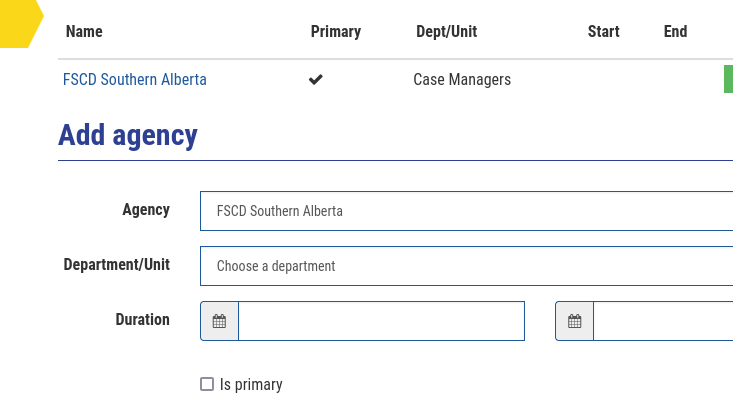 Name Primary Dept/Unit Start End
FSCD Southern Alberta Case Managers
Add agency
Agency FSCD Southern Alberta
Department/Unit Choose a department
Duration
Is primary